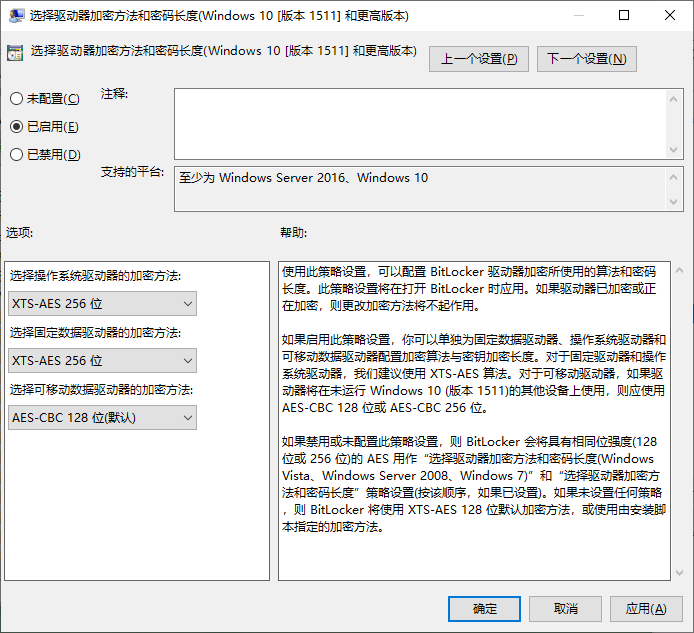 选择驱动器加密方法和密码长度(Windows 10 [版本 1511] 和更高版本)
选择驱动器加密方法和密码长度(Windows 10 [版本 1511] 和更高版本)
上一个设置(P)
下一个设置(N)
未配置(C)
已启用(E)
已禁用(D)
注释:
支持的平台:
至少为 Windows Server 2016、Windows 10
选项:
帮助:
选择操作系统驱动器的加密方法:
XTS-AES 256 位
选择固定数据驱动器的加密方法:
XTS-AES 256 位
选择可移动数据驱动器的加密方法:
AES-CBC 128 位(默认)
使用此策略设置，可以配置 BitLocker 驱动器加密所使用的算法和密码
长度。此策略设置将在打开 BitLocker 时应用。如果驱动器已加密或正
在加密，则更改加密方法将不起作用。
如果启用此策略设置，你可以单独为固定数据驱动器、操作系统驱动器和
可移动数据驱动器配置加密算法与密钥加密长度。对于固定驱动器和操作
系统驱动器，我们建议使用 XTS-AES 算法。对于可移动驱动器，如果驱
动器将在未运行 Windows 10 (版本 1511)的其他设备上使用，则应使用
AES-CBC 128 位或 AES-CBC 256 位。
如果禁用或未配置此策略设置，则 BitLocker 会将具有相同位强度(128
位或 256 位)的 AES 用作“选择驱动器加密方法和密码长度(Windows
Vista、Windows Server 2008、Windows 7)”和“选择驱动器加密方
法和密码长度”策略设置(按该顺序，如果已设置)。如果未设置任何策略
，则 BitLocker 将使用 XTS-AES 128 位默认加密方法，或使用由安装脚
本指定的加密方法。
确定
取消
应用(A)